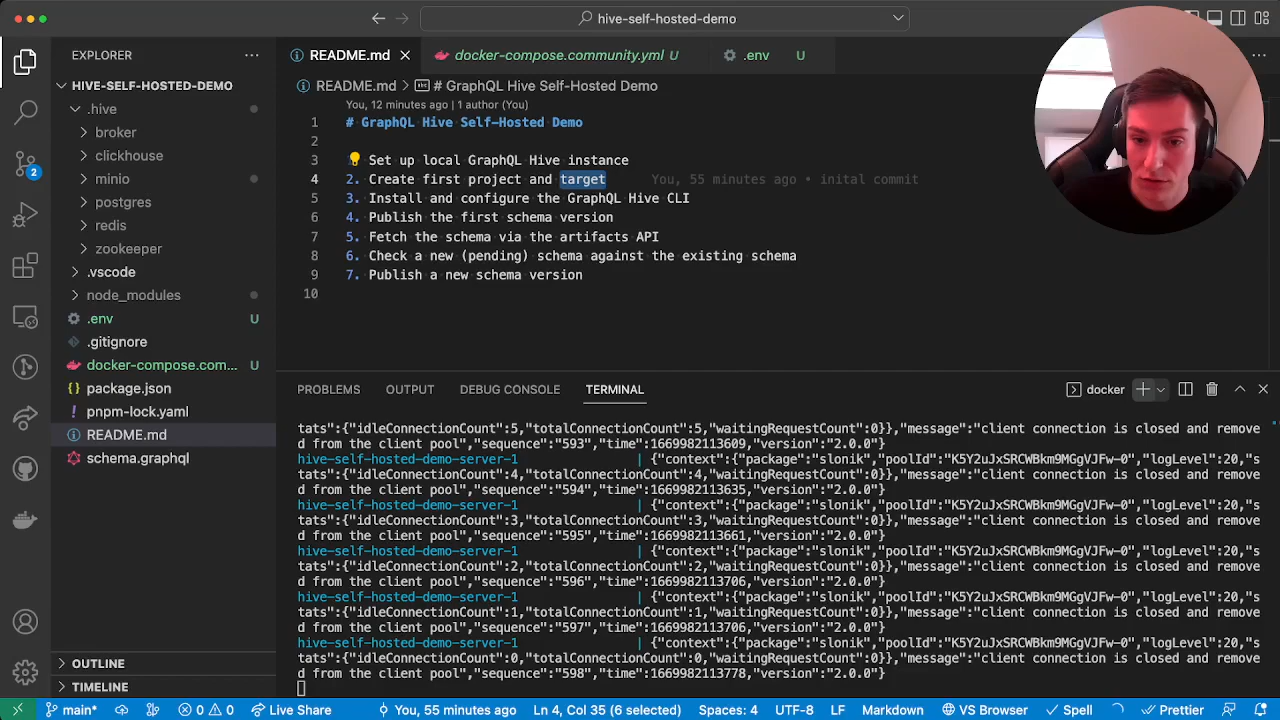 hive-self-hosted-demo
EXPLORER
README.md
docker-compose.community.yml U
.env U
HIVE-SELF-HOSTED-DEMO
README.md > # GraphQL Hive Self-Hosted Demo
You, 12 minutes ago | 1 author (You)
.hive
broker
clickhouse
minio
postgres
redis
zookeeper
.vscode
node_modules
.env U
.gitignore
docker-compose.com... U
package.json
pnpm-lock.yaml
README.md
schema.graphql
OUTLINE
TIMELINE
2
1 # GraphQL Hive Self-Hosted Demo
2
3 Set up local GraphQL Hive instance
4 2. Create first project and target You, 55 minutes ago • inital commit
5 3. Install and configure the GraphQL Hive CLI
6 4. Publish the first schema version
7 5. Fetch the schema via the artifacts API
8 6. Check a new (pending) schema against the existing schema
9 7. Publish a new schema version
10
PROBLEMS OUTPUT DEBUG CONSOLE TERMINAL docker
tats":{"idleConnectionCount":5,"totalConnectionCount":5,"waitingRequestCount":0}},"message":"client connection is closed and remove
d from the client pool","sequence":"593","time":1669982113609,"version":"2.0.0"}
hive-self-hosted-demo-server-1 | {"context":{"package":"slonik","poolId":"K5Y2uJxSRCWBkm9MGgVJFw-0","logLevel":20,"s
tats":{"idleConnectionCount":4,"totalConnectionCount":4,"waitingRequestCount":0}},"message":"client connection is closed and remove
d from the client pool","sequence":"594","time":1669982113635,"version":"2.0.0"}
hive-self-hosted-demo-server-1 | {"context":{"package":"slonik","poolId":"K5Y2uJxSRCWBkm9MGgVJFw-0","logLevel":20,"s
tats":{"idleConnectionCount":3,"totalConnectionCount":3,"waitingRequestCount":0}},"message":"client connection is closed and remove
d from the client pool","sequence":"595","time":1669982113661,"version":"2.0.0"}
hive-self-hosted-demo-server-1 | {"context":{"package":"slonik","poolId":"K5Y2uJxSRCWBkm9MGgVJFw-0","logLevel":20,"s
tats":{"idleConnectionCount":2,"totalConnectionCount":2,"waitingRequestCount":0}},"message":"client connection is closed and remove
d from the client pool","sequence":"596","time":1669982113706,"version":"2.0.0"}
hive-self-hosted-demo-server-1 | {"context":{"package":"slonik","poolId":"K5Y2uJxSRCWBkm9MGgVJFw-0","logLevel":20,"s
tats":{"idleConnectionCount":1,"totalConnectionCount":1,"waitingRequestCount":0}},"message":"client connection is closed and remove
d from the client pool","sequence":"597","time":1669982113706,"version":"2.0.0"}
hive-self-hosted-demo-server-1 | {"context":{"package":"slonik","poolId":"K5Y2uJxSRCWBkm9MGgVJFw-0","logLevel":20,"s
tats":{"idleConnectionCount":0,"totalConnectionCount":0,"waitingRequestCount":0}},"message":"client connection is closed and remove
d from the client pool","sequence":"598","time":1669982113778,"version":"2.0.0"}
main* 0 0 Live Share You, 55 minutes ago Ln 4, Col 35 (6 selected) Spaces: 4 UTF-8 LF Markdown VS Browser Spell Prettier